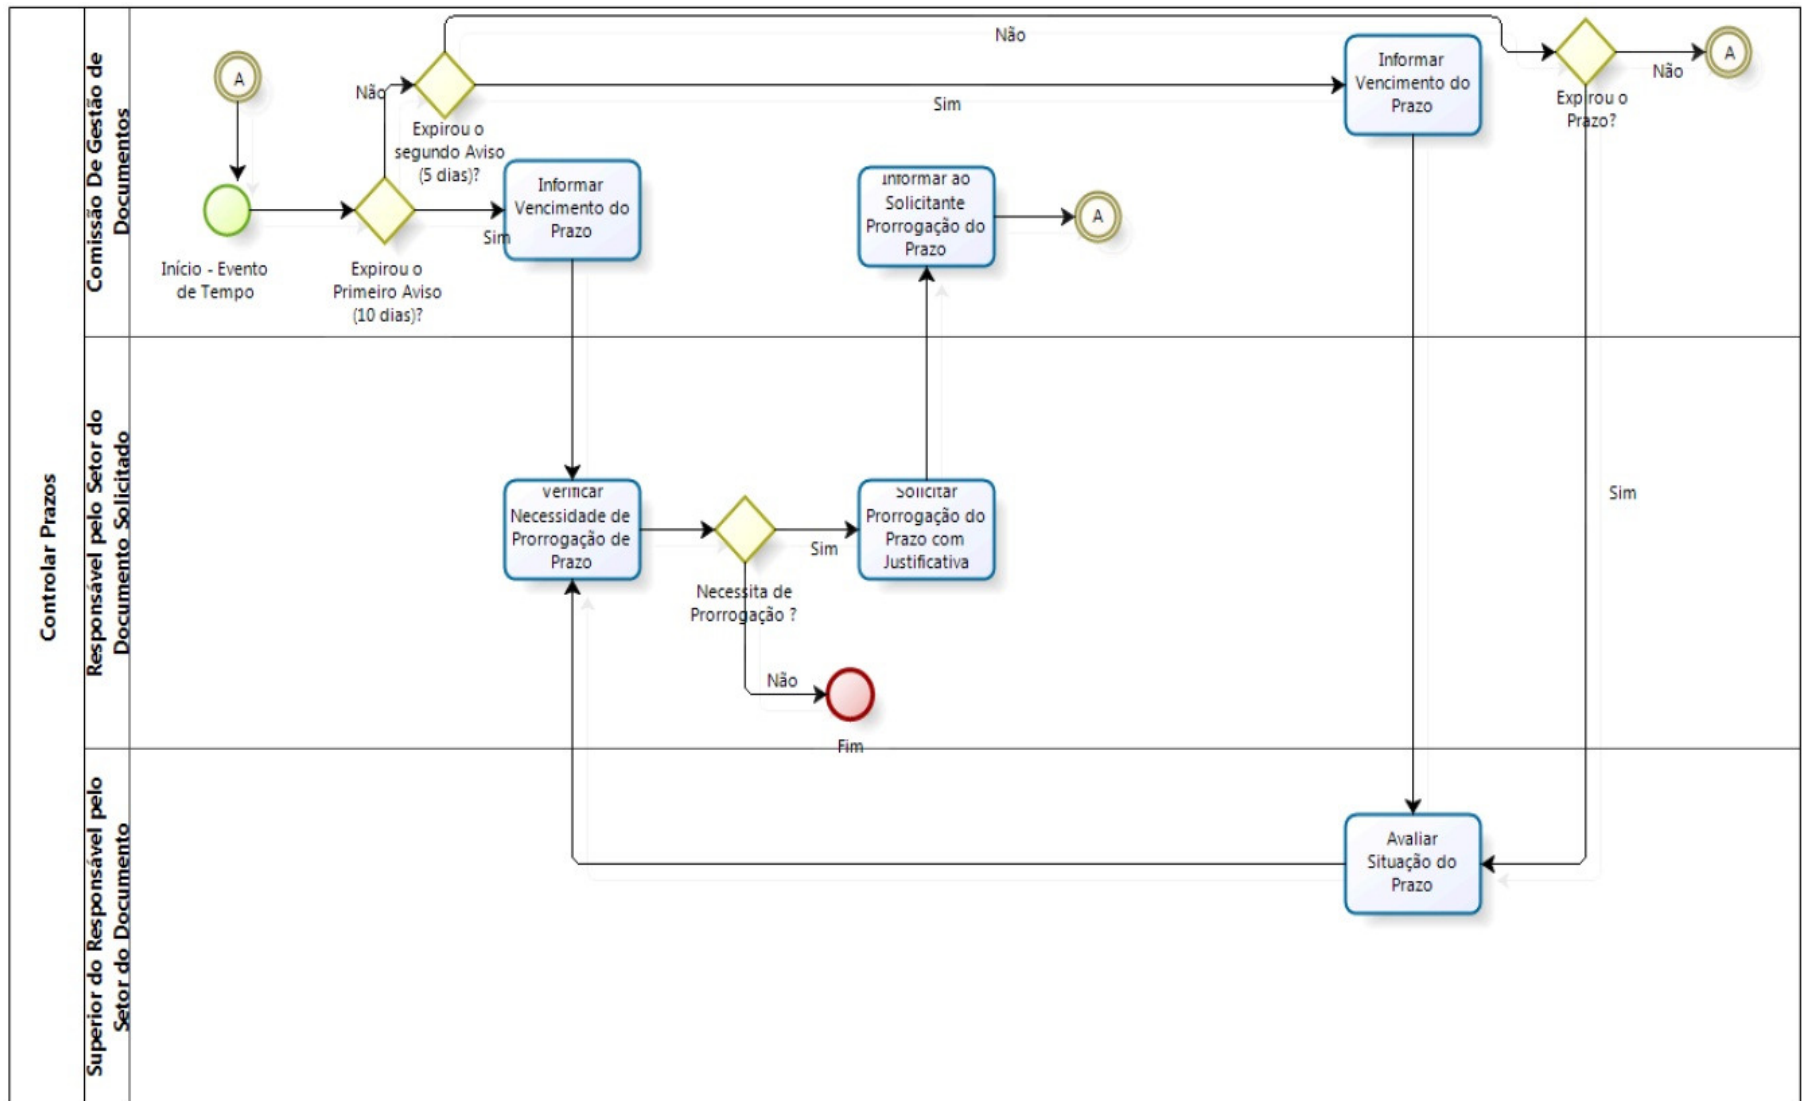 Controlar Prazos
Comissão De Gestão de
Documentos
A
Início - Evento
de Tempo
Expirou o
Primeiro Aviso
(10 dias)?
Não
Sim
Expirou o
segundo Aviso
(5 dias)?
Não
Sim
Informar
Vencimento do
Prazo
Informar ao
Solicitante
Prorrogação do
Prazo
A
Informar
Vencimento do
Prazo
Expirou o
Prazo?
Não
A
Sim
Responsável pelo Setor do
Documento Solicitado
Verificar
Necessidade de
Prorrogação de
Prazo
Necessita de
Prorrogação ?
Sim
Não
Fim
Solicitar
Prorrogação do
Prazo com
Justificativa
Superior do Responsável pelo
Setor do Documento
Avaliar
Situação do
Prazo